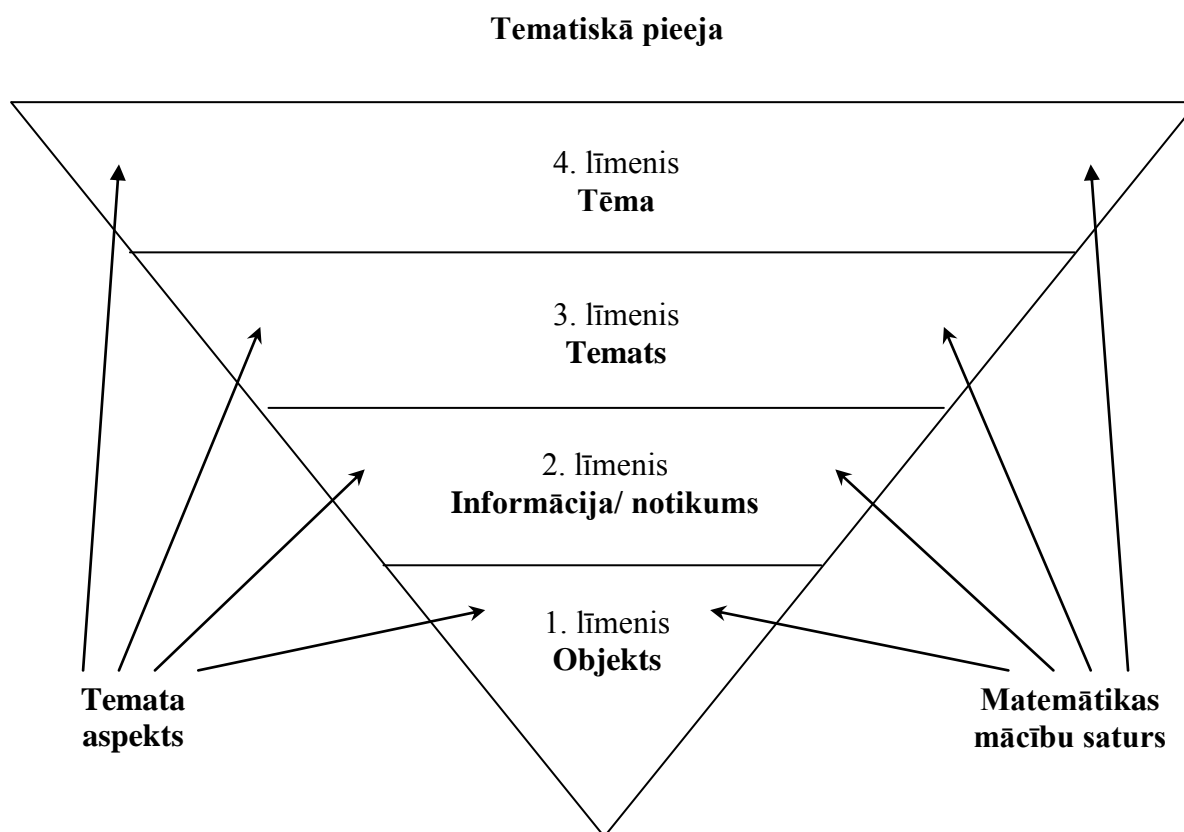 Tematiskā pieeja
4. līmenis
Tēma
3. līmenis
Temats
2. līmenis
Informācija/ notikums
1. līmenis
Objekts
Temata
aspekts
Matemātikas
mācību saturs